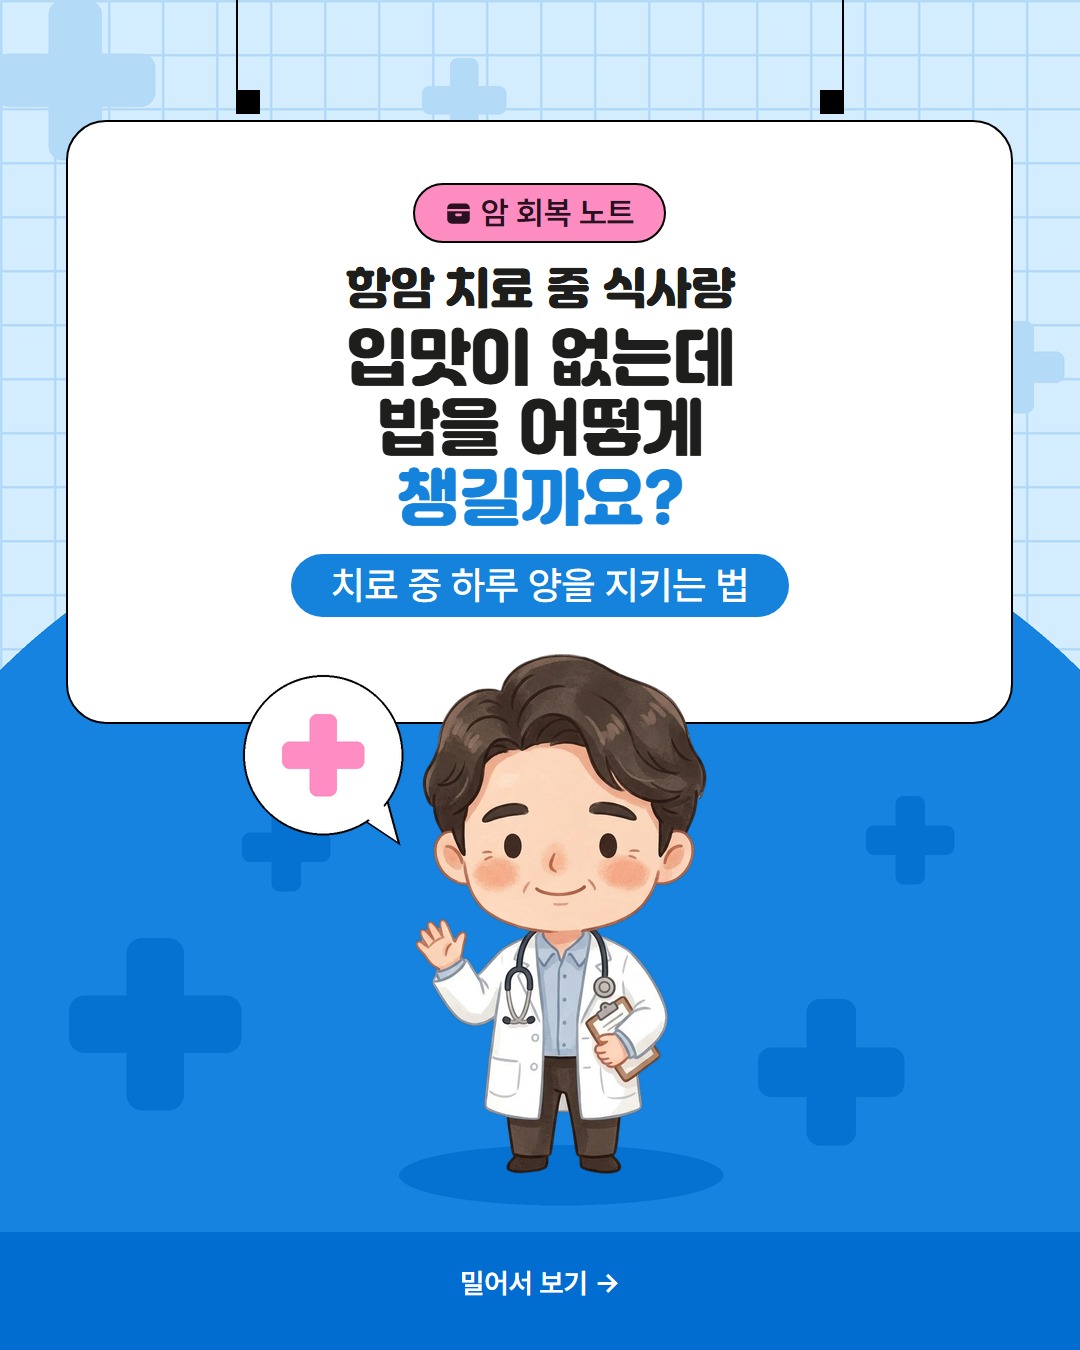 암 회복 노트
항암 치료 중 식사량
입맛이 없는데
밥을 어떻게
챙길까요?
치료 중 하루 양을 지키는 법
밀어서 보기 →